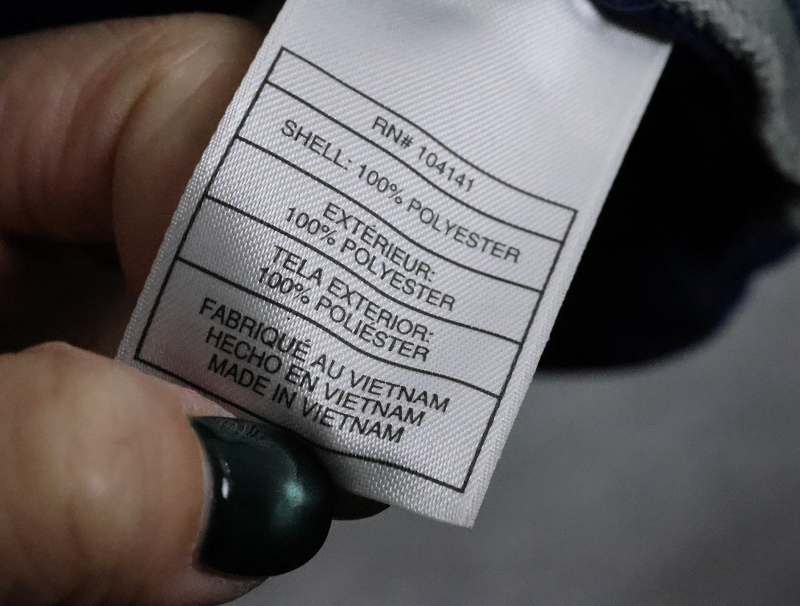 RN# 104141
SHELL: 100% POLYESTER
EXTÉRIEUR:
100% POLYESTER
TELA EXTERIOR:
100% POLIÉSTER
FABRIQUÉ AU VIETNAM
HECHO EN VIETNAM
MADE IN VIETNAM